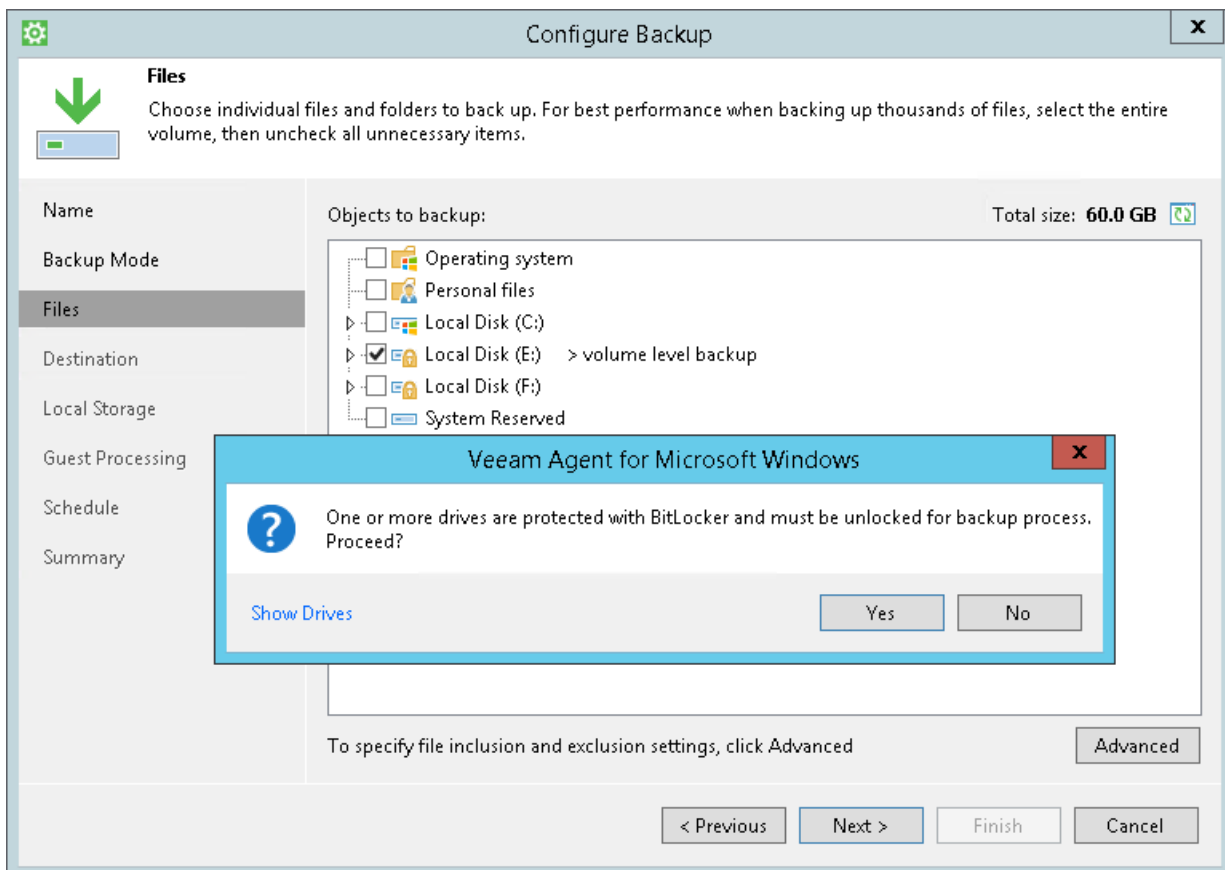 Configure Backup
x
Files
Choose individual files and folders to back up. For best performance when backing up thousands of files, select the entire
volume, then uncheck all unnecessary items.
Name
Backup Mode
Files
Destination
Local Storage
Guest Processing
Schedule
Summary
Objects to backup:
Total size: 60.0 GB
Operating system
Personal files
Local Disk (C:)
Local Disk (E:) > volume level backup
Local Disk (F:)
System Reserved
Veeam Agent for Microsoft Windows
x
One or more drives are protected with BitLocker and must be unlocked for backup process.
Proceed?
Show Drives
Yes
No
To specify file inclusion and exclusion settings, click Advanced
Advanced
< Previous
Next >
Finish
Cancel